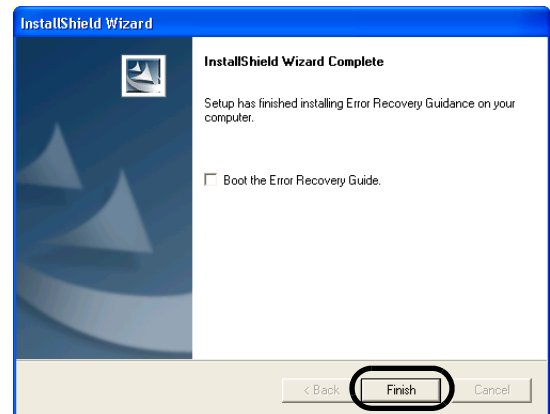 InstallShield Wizard
InstallShield Wizard Complete
Setup has finished installing Error Recovery Guidance on your
computer.
Boot the Error Recovery Guide.
< Back
Finish
Cancel